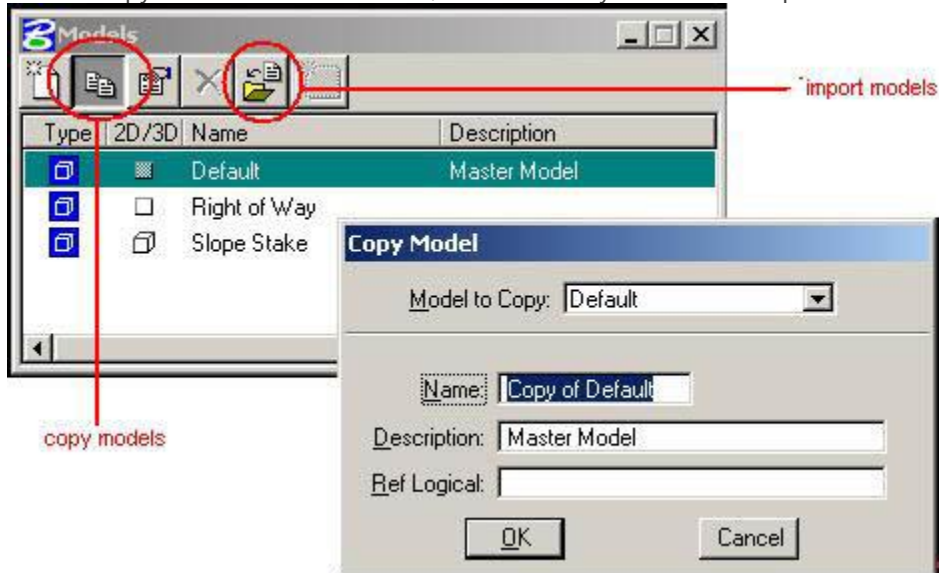 Models
import models
Type 2D/3D Name Description
Default Master Model
Right of Way
Slope Stake
Copy Model
Model to Copy: Default
Name: Copy of Default
Description: Master Model
Ref Logical:
OK Cancel
copy models